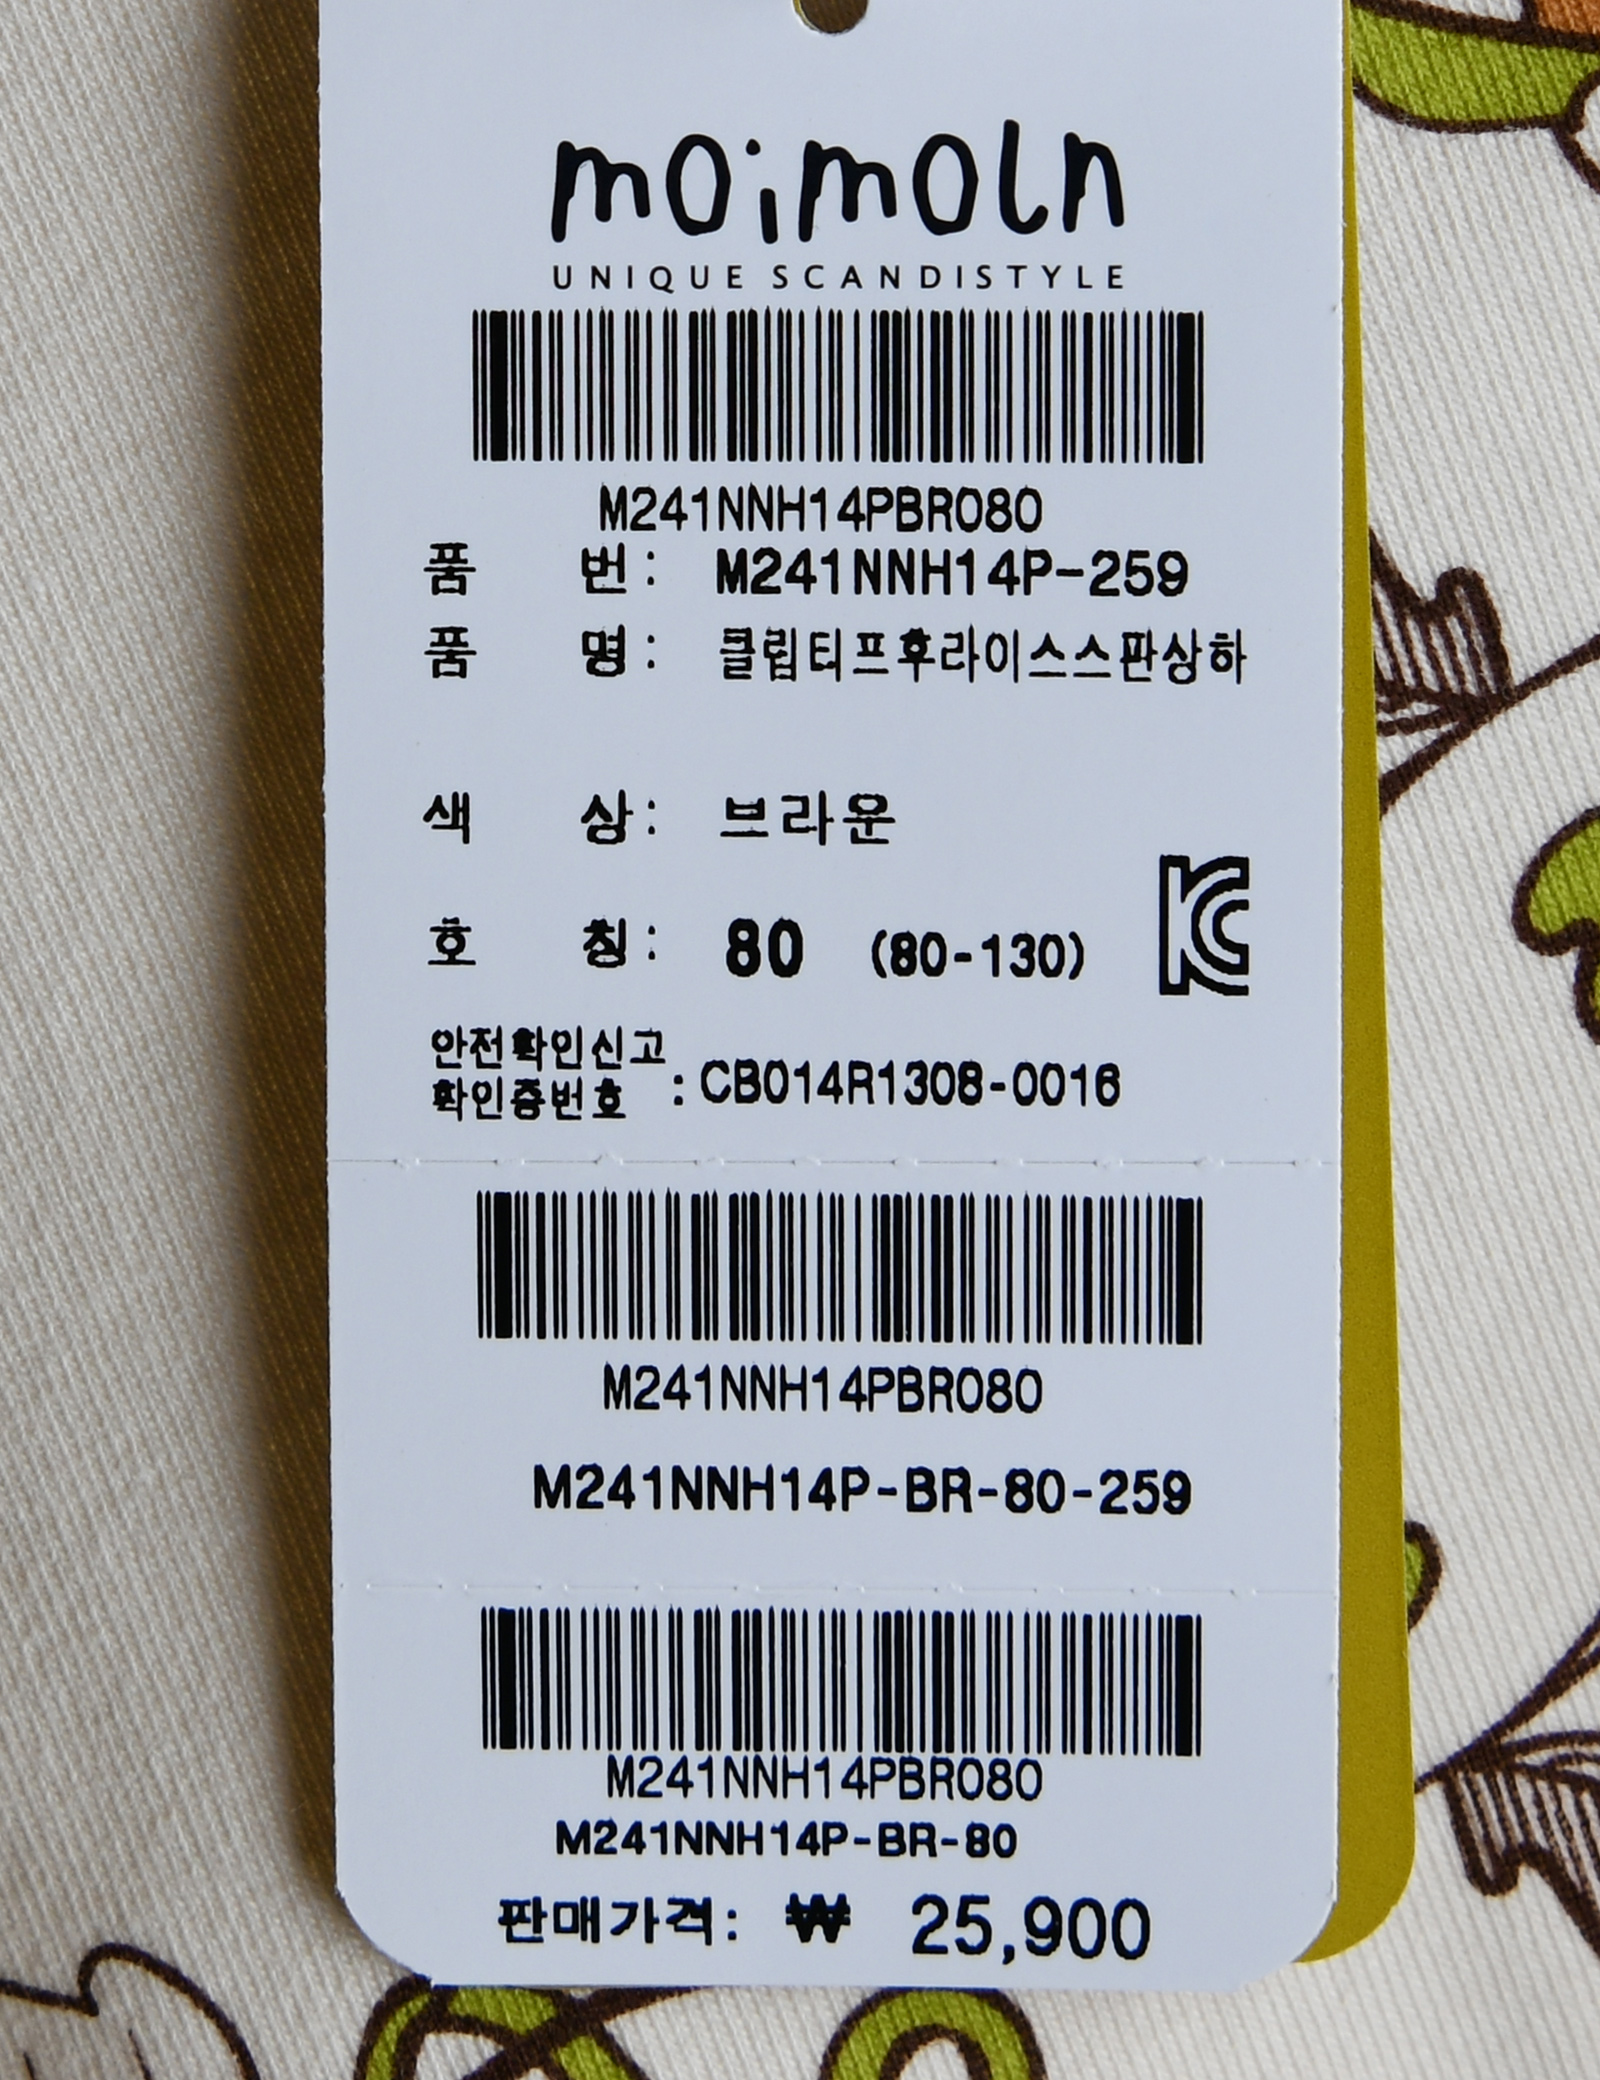 moimoln
UNIQUE SCANDISTYLE
M241NNH14PBR080
품 번: M241NNH14P-259
품 명: 클립티프후라이스스판상하
색 상: 브라운
호 칭: 80 (80-130)
KC
안전확인신고
확인증번호 : CB014R1308-0016
M241NNH14PBR080
M241NNH14P-BR-80-259
M241NNH14PBR080
M241NNH14P-BR-80
판매가격: ₩ 25,900